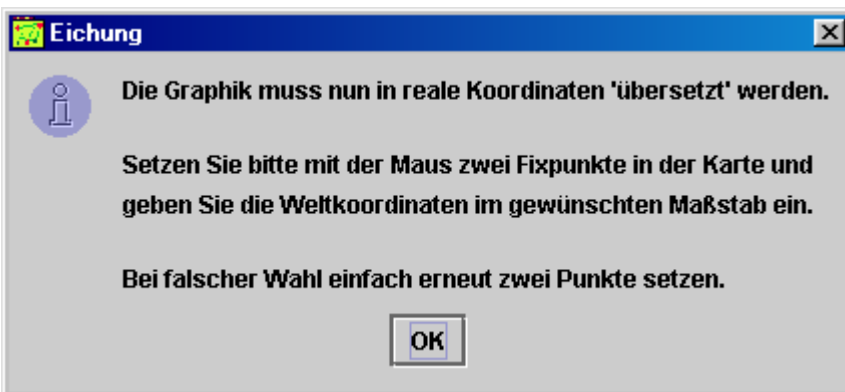 Eichung
Die Graphik muss nun in reale Koordinaten 'übersetzt' werden.
Setzen Sie bitte mit der Maus zwei Fixpunkte in der Karte und
geben Sie die Weltkoordinaten im gewünschten Maßstab ein.
Bei falscher Wahl einfach erneut zwei Punkte setzen.
OK